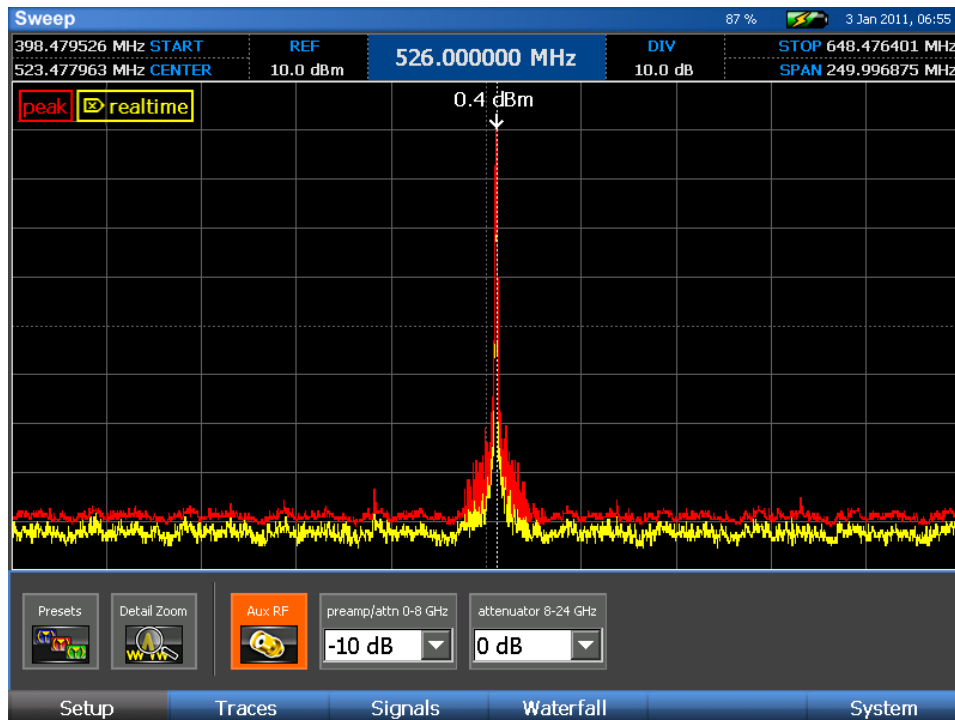 Sweep 87 % 3 Jan 2011, 06:55
398.479526 MHz START REF 526.000000 MHz DIV STOP 648.476401 MHz
523.477963 MHz CENTER 10.0 dBm 10.0 dB SPAN 249.996875 MHz
peak realtime 0.4 dBm
Presets Detail Zoom Aux RF preamp/attn 0-8 GHz attenuator 8-24 GHz
-10 dB 0 dB
Setup Traces Signals Waterfall System